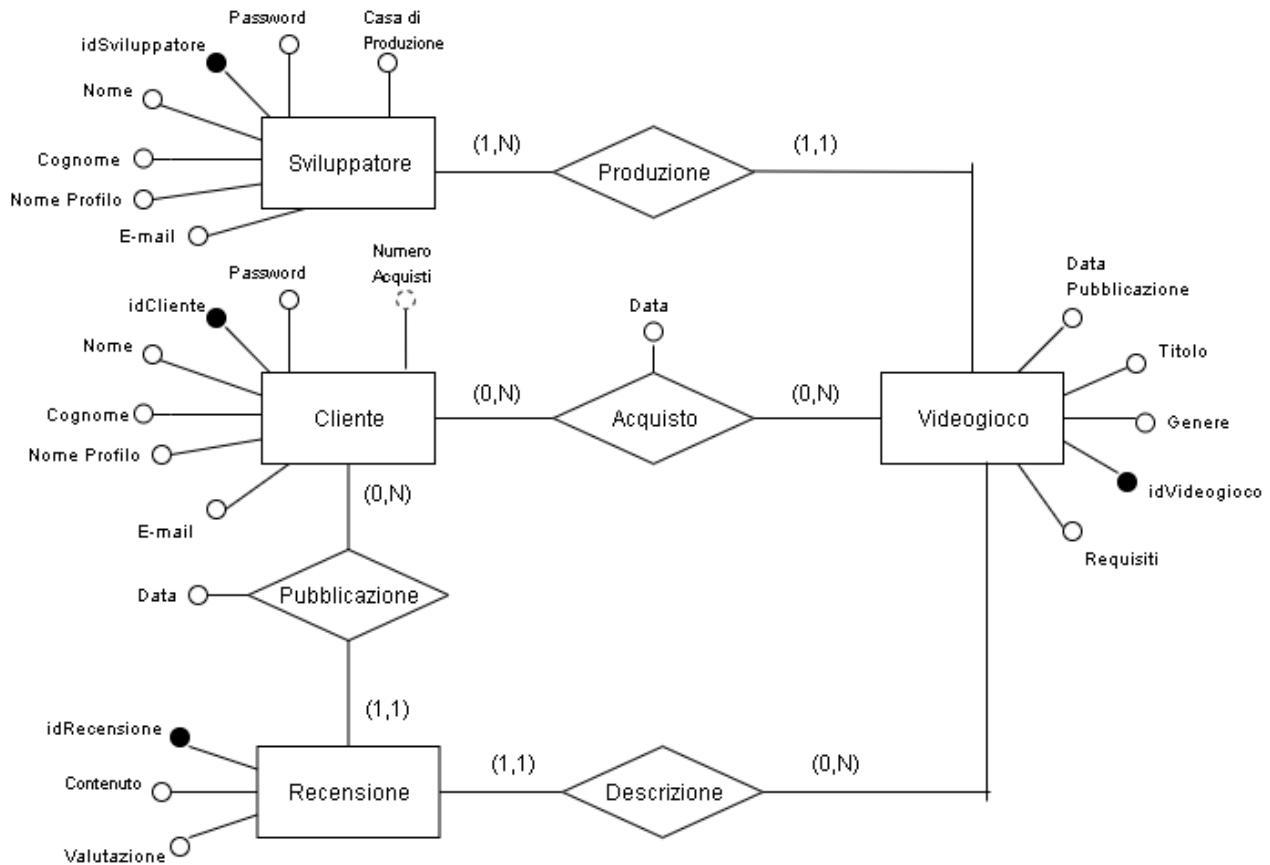 Password
Casa di
Produzione
idSviluppatore
Nome
Cognome
Nome Profilo
E-mail
Sviluppatore
(1,N)
Produzione
(1,1)
Password
Numero
Acquisti
idCliente
Nome
Cognome
Nome Profilo
E-mail
Cliente
(0,N)
Data
Acquisto
(0,N)
Videogioco
Data
Pubblicazione
Titolo
Genere
idVideogioco
Requisiti
(0,N)
Data
Pubblicazione
(1,1)
idRecensione
Contenuto
Valutazione
Recensione
(1,1)
Descrizione
(0,N)